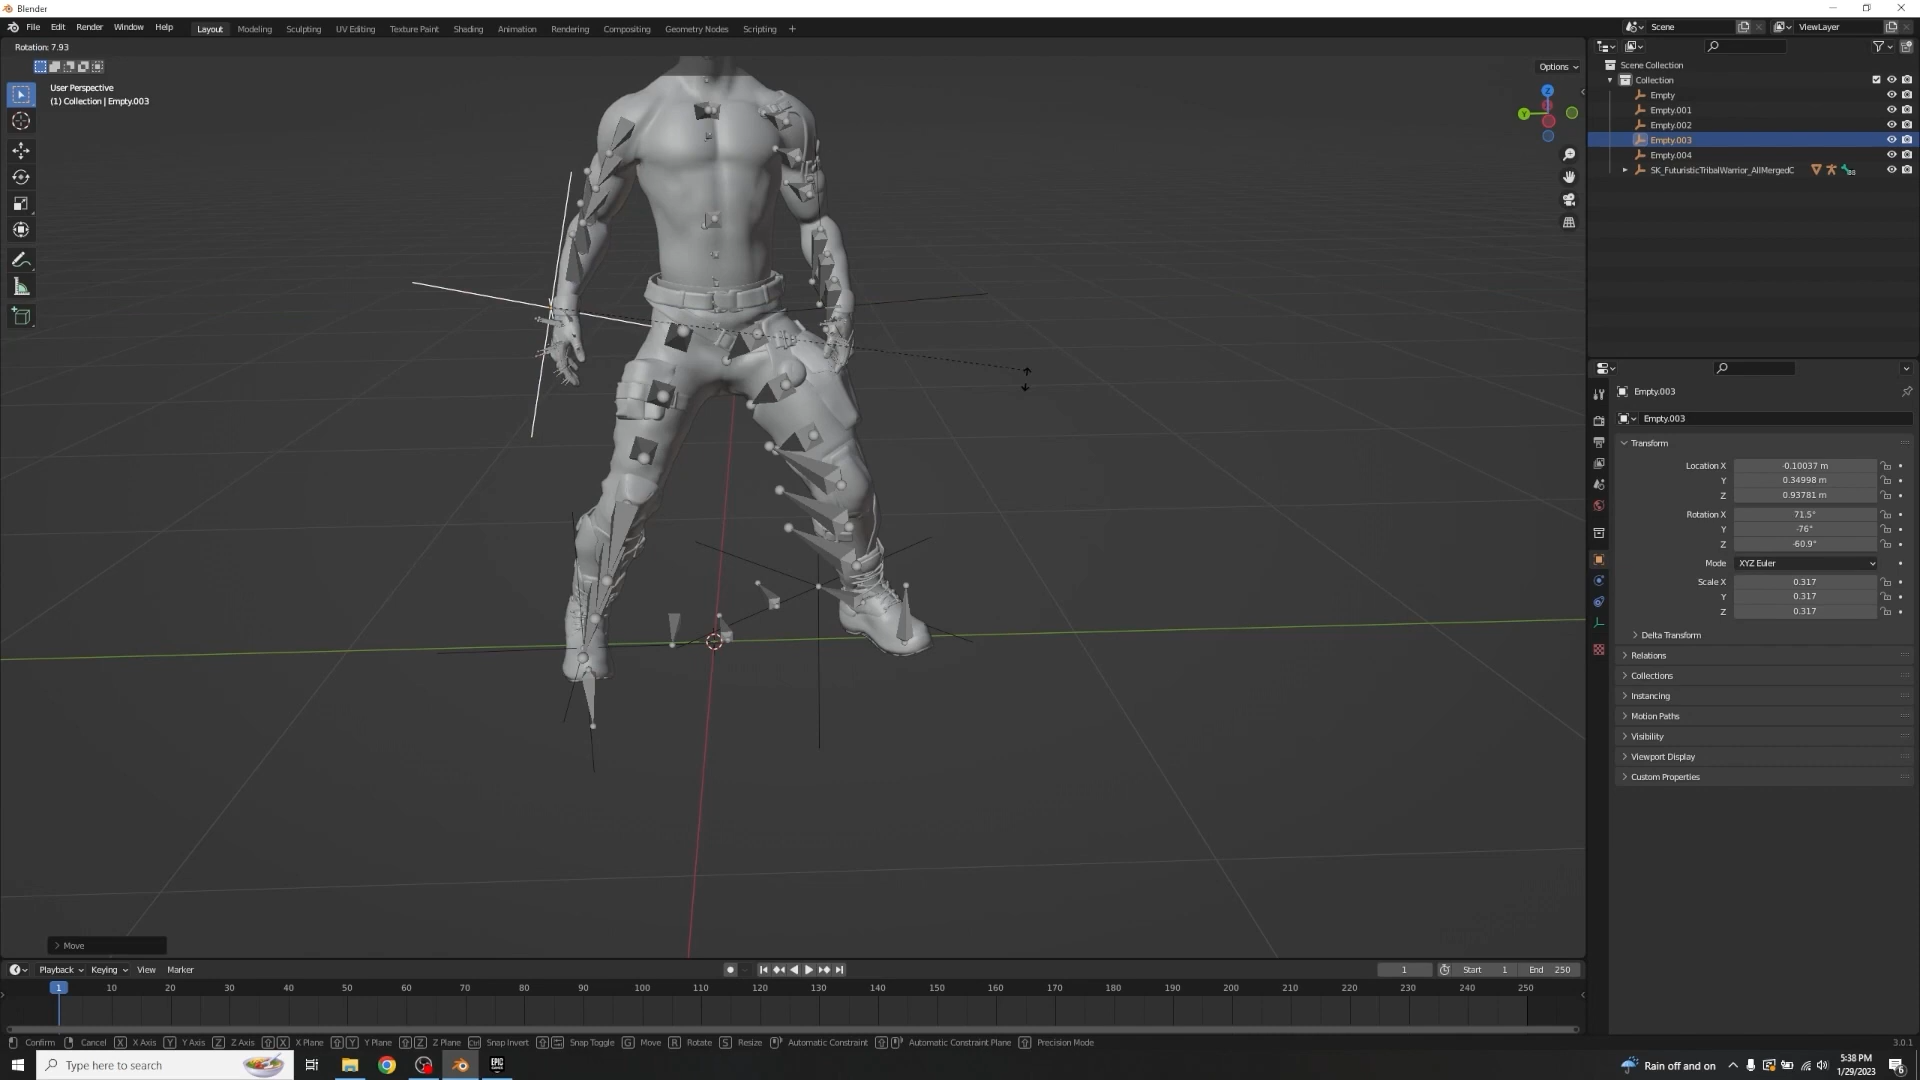 Blender
File Edit Render Window Help Layout Modeling Sculpting UV Editing Texture Paint Shading Animation Rendering Compositing Geometry Nodes Scripting +
Scene
ViewLayer
Rotation: 7.93
Options
User Perspective
(1) Collection | Empty.003
Z
Y
Scene Collection
Collection
Empty
Empty.001
Empty.002
Empty.003
Empty.004
SK_FuturisticTribalWarrior_AllMergedC
Empty.003
Empty.003
Transform
Location X -0.10037 m
Y 0.34998 m
Z 0.93781 m
Rotation X 71.5°
Y -76°
Z -60.9°
Mode XYZ Euler
Scale X 0.317
Y 0.317
Z 0.317
Delta Transform
Relations
Collections
Instancing
Motion Paths
Visibility
Viewport Display
Custom Properties
Move
Playback Keying View Marker
1 Start 1 End 250
1 10 20 30 40 50 60 70 80 90 100 110 120 130 140 150 160 170 180 190 200 210 220 230 240 250
Confirm Cancel X X Axis Y Y Axis Z Z Axis X X Plane Y Y Plane Z Z Plane Ctrl Snap Invert Snap Toggle G Move R Rotate S Resize Automatic Constraint Automatic Constraint Plane Precision Mode
3.0.1
Type here to search
EPIC GAMES
Rain off and on
5:38 PM
1/29/2023
6